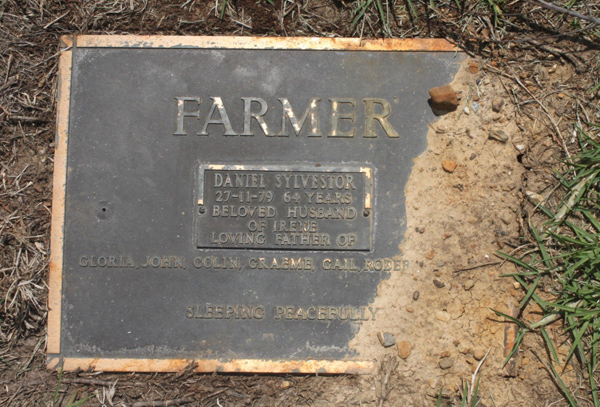 FARMER
DANIEL SYLVESTOR
27-11-79 64 YEARS
BELOVED HUSBAND
OF IRENE
LOVING FATHER OF
GLORIA, JOHN, COLIN, GRAEME, GAIL,
SLEEPING PEACEFULLY